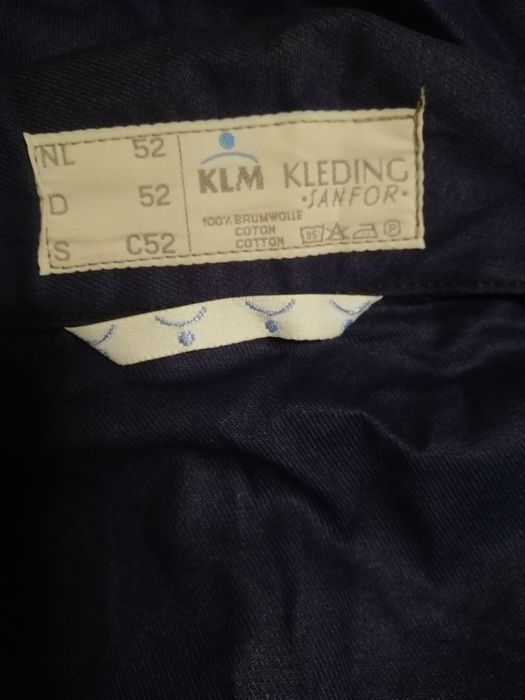 NL 52
D 52
S C52
KLM KLEDING
·SANFOR·
100% BAUMWOLLE
COTON
COTTON
95 P